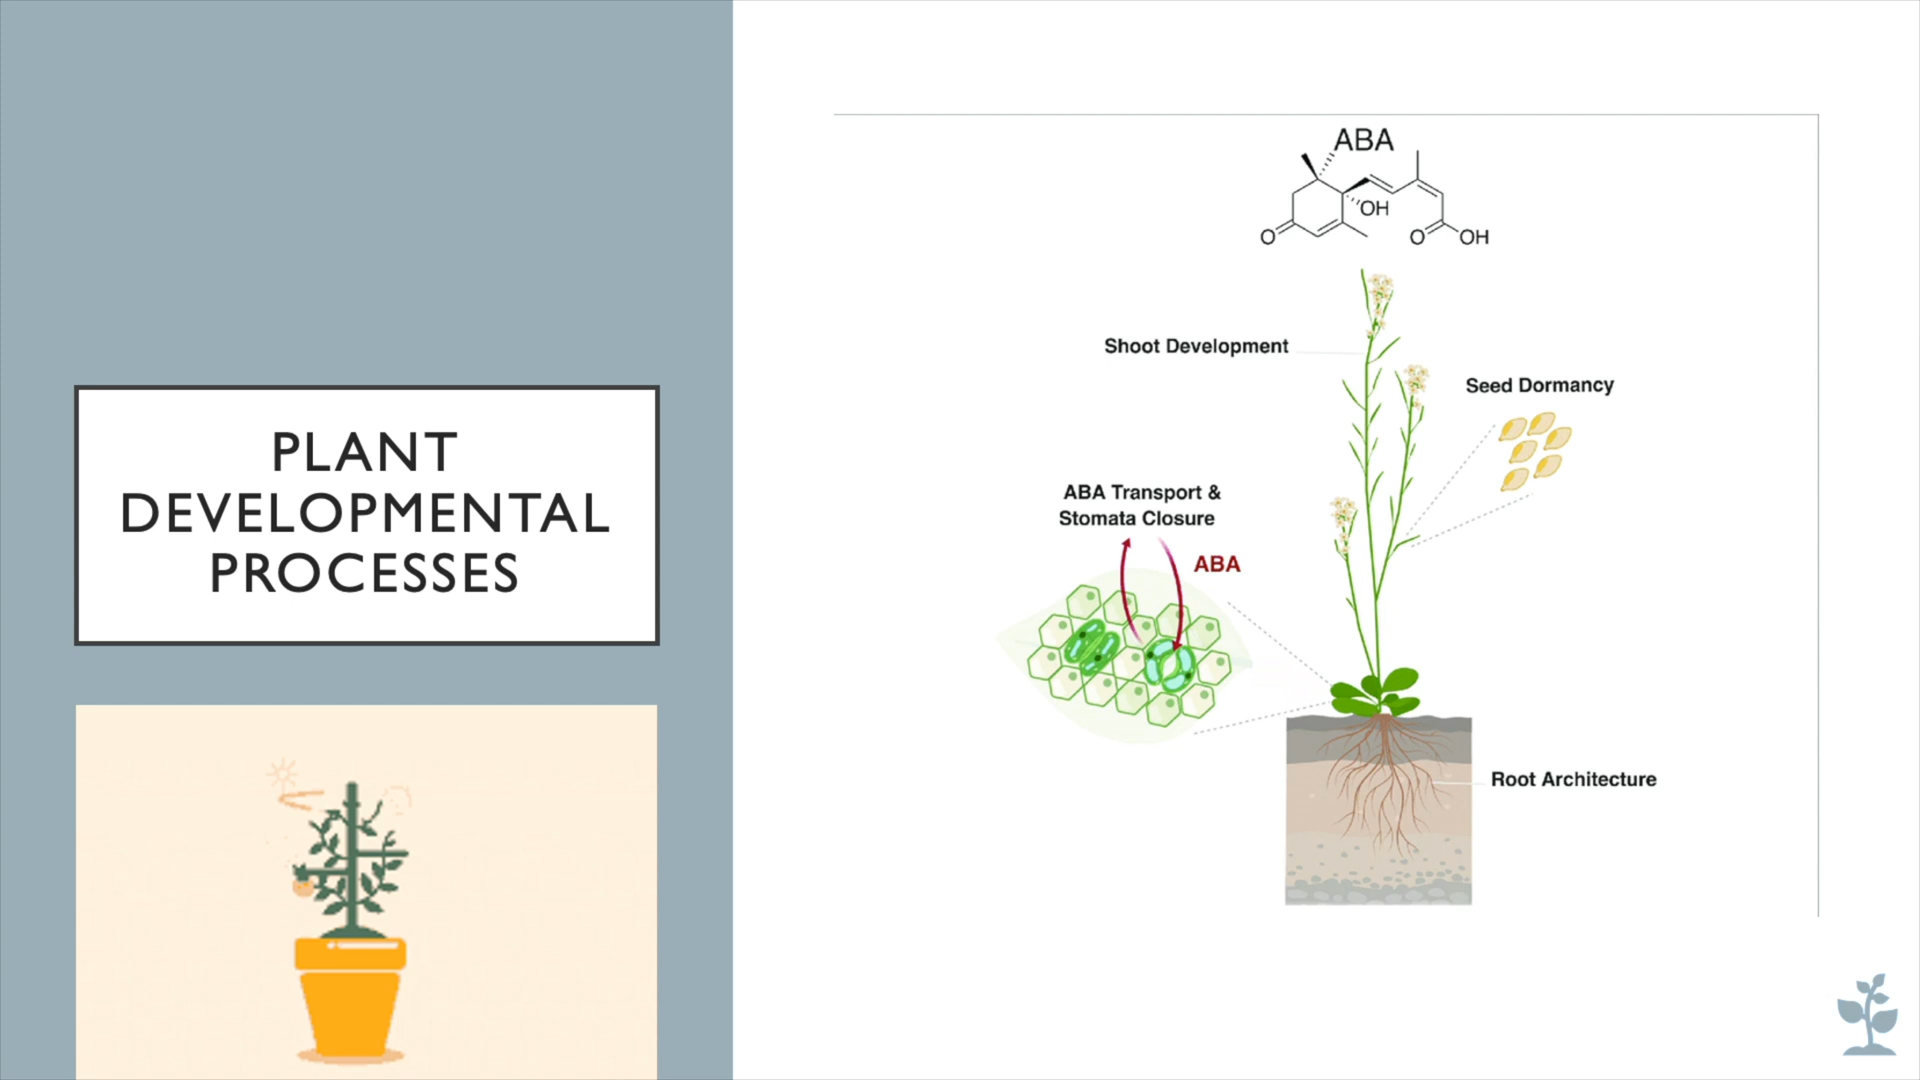 PLANT
DEVELOPMENTAL
PROCESSES
ABA
OH
O
O
OH
Shoot Development
Seed Dormancy
ABA Transport &
Stomata Closure
ABA
Root Architecture